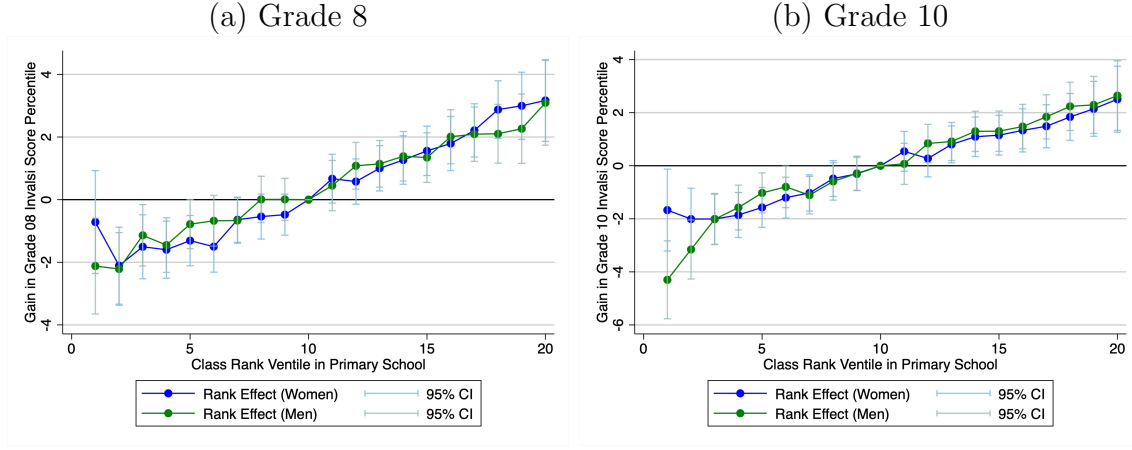 (a) Grade 8
Gain in Grade 08 Invalsi Score Percentile
4
2
0
-2
-4
0 5 10 15 20
Class Rank Ventile in Primary School
Rank Effect (Women) 95% CI
Rank Effect (Men) 95% CI
(b) Grade 10
Gain in Grade 10 Invalsi Score Percentile
4
2
0
-2
-4
-6
0 5 10 15 20
Class Rank Ventile in Primary School
Rank Effect (Women) 95% CI
Rank Effect (Men) 95% CI